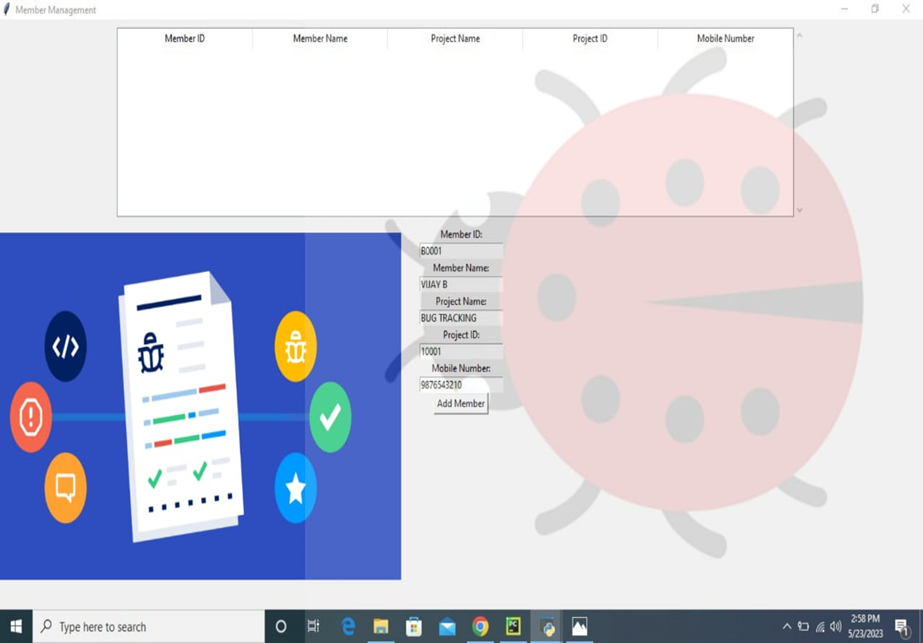 Member Management
Member ID Member Name Project Name Project ID Mobile Number
Member ID:
B0001
Member Name:
VIJAY B
Project Name:
BUG TRACKING
Project ID:
10001
Mobile Number:
9876543210
Add Member
</>
Type here to search
PC
2:58 PM
5/23/2023
1